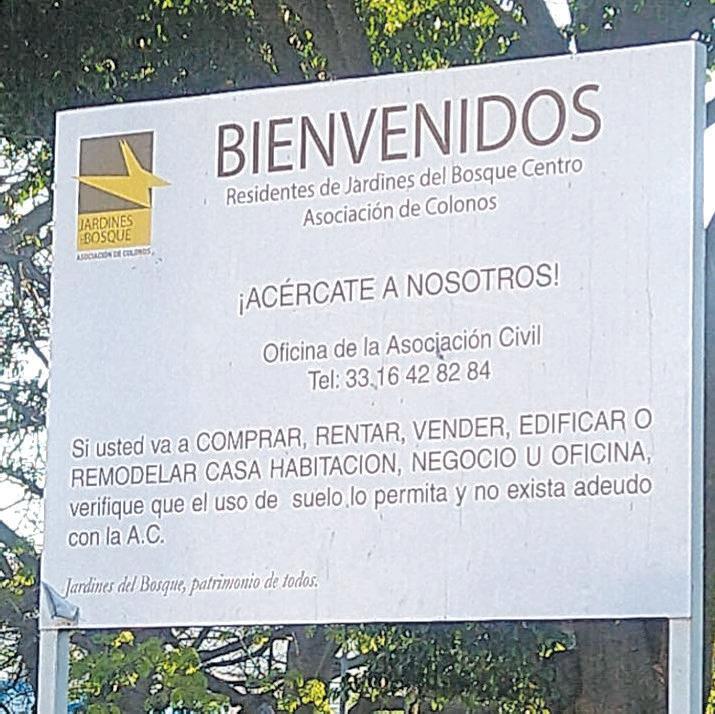 BIENVENIDOS
Residentes de Jardines del Bosque Centro
Asociación de Colonos
JARDINES
DEL BOSQUE
ASOCIACIÓN DE COLONOS
¡ACÉRCATE A NOSOTROS!
Oficina de la Asociación Civil
Tel: 33 16 42 82 84
Si usted va a COMPRAR, RENTAR, VENDER, EDIFICAR O
REMODELAR CASA HABITACION, NEGOCIO U OFICINA,
verifique que el uso de suelo lo permita y no exista adeudo
con la A.C.
Jardines del Bosque, patrimonio de todos.